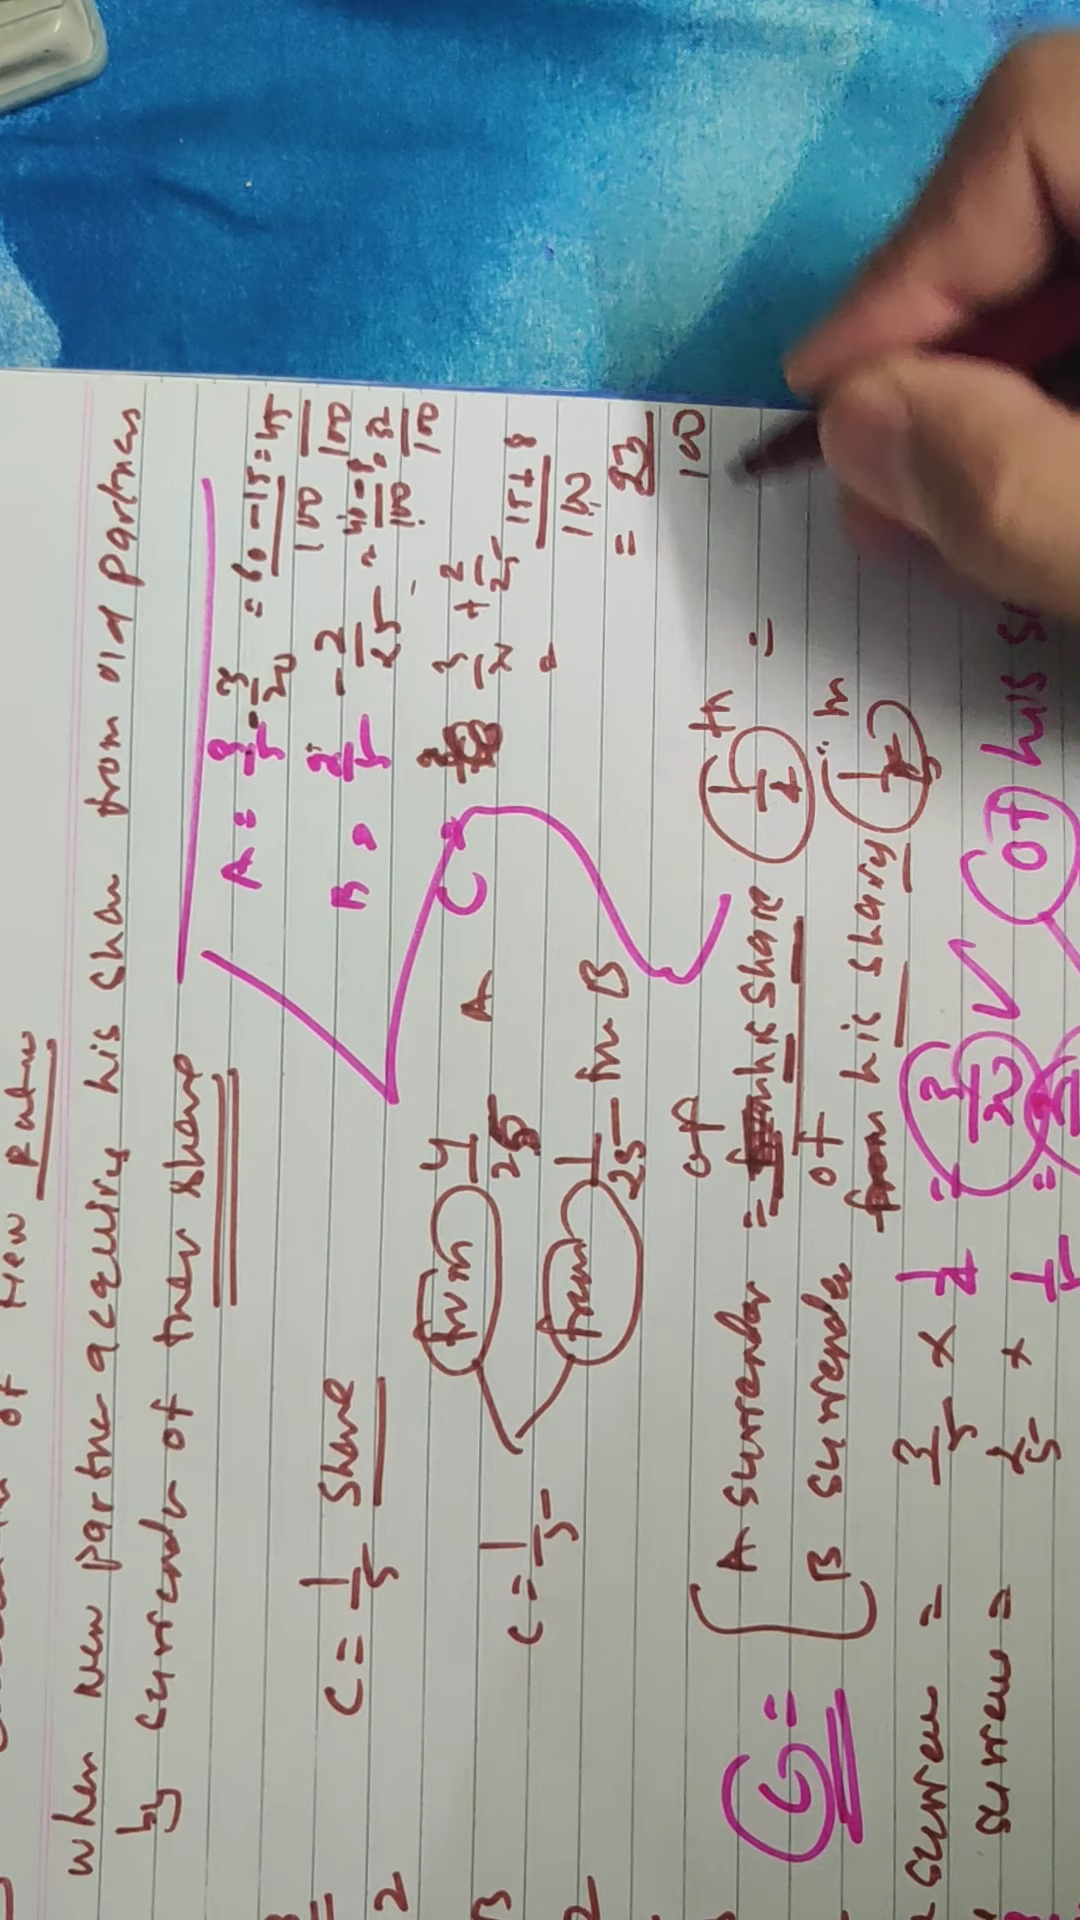 of New Ratio
when new partner acquires his share from old partners
by surrender of their share
C = 1/5 share
C = 1/5
from 4/25 A
from 1/25 from B
A = 3/5 - 3/20 = 60-15/100 = 45/100
B = 2/5 - 2/25 = 40-8/100 = 32/100
C = 3/20 + 2/25
= 15+8/100
= 23/100
C =
A surrender = of his share 1/4 th =
B surrender of from his share 1/5 th
surren = 3/5 × 1/4 = 3/20
surren = 2/5 × 1/5 =
of his